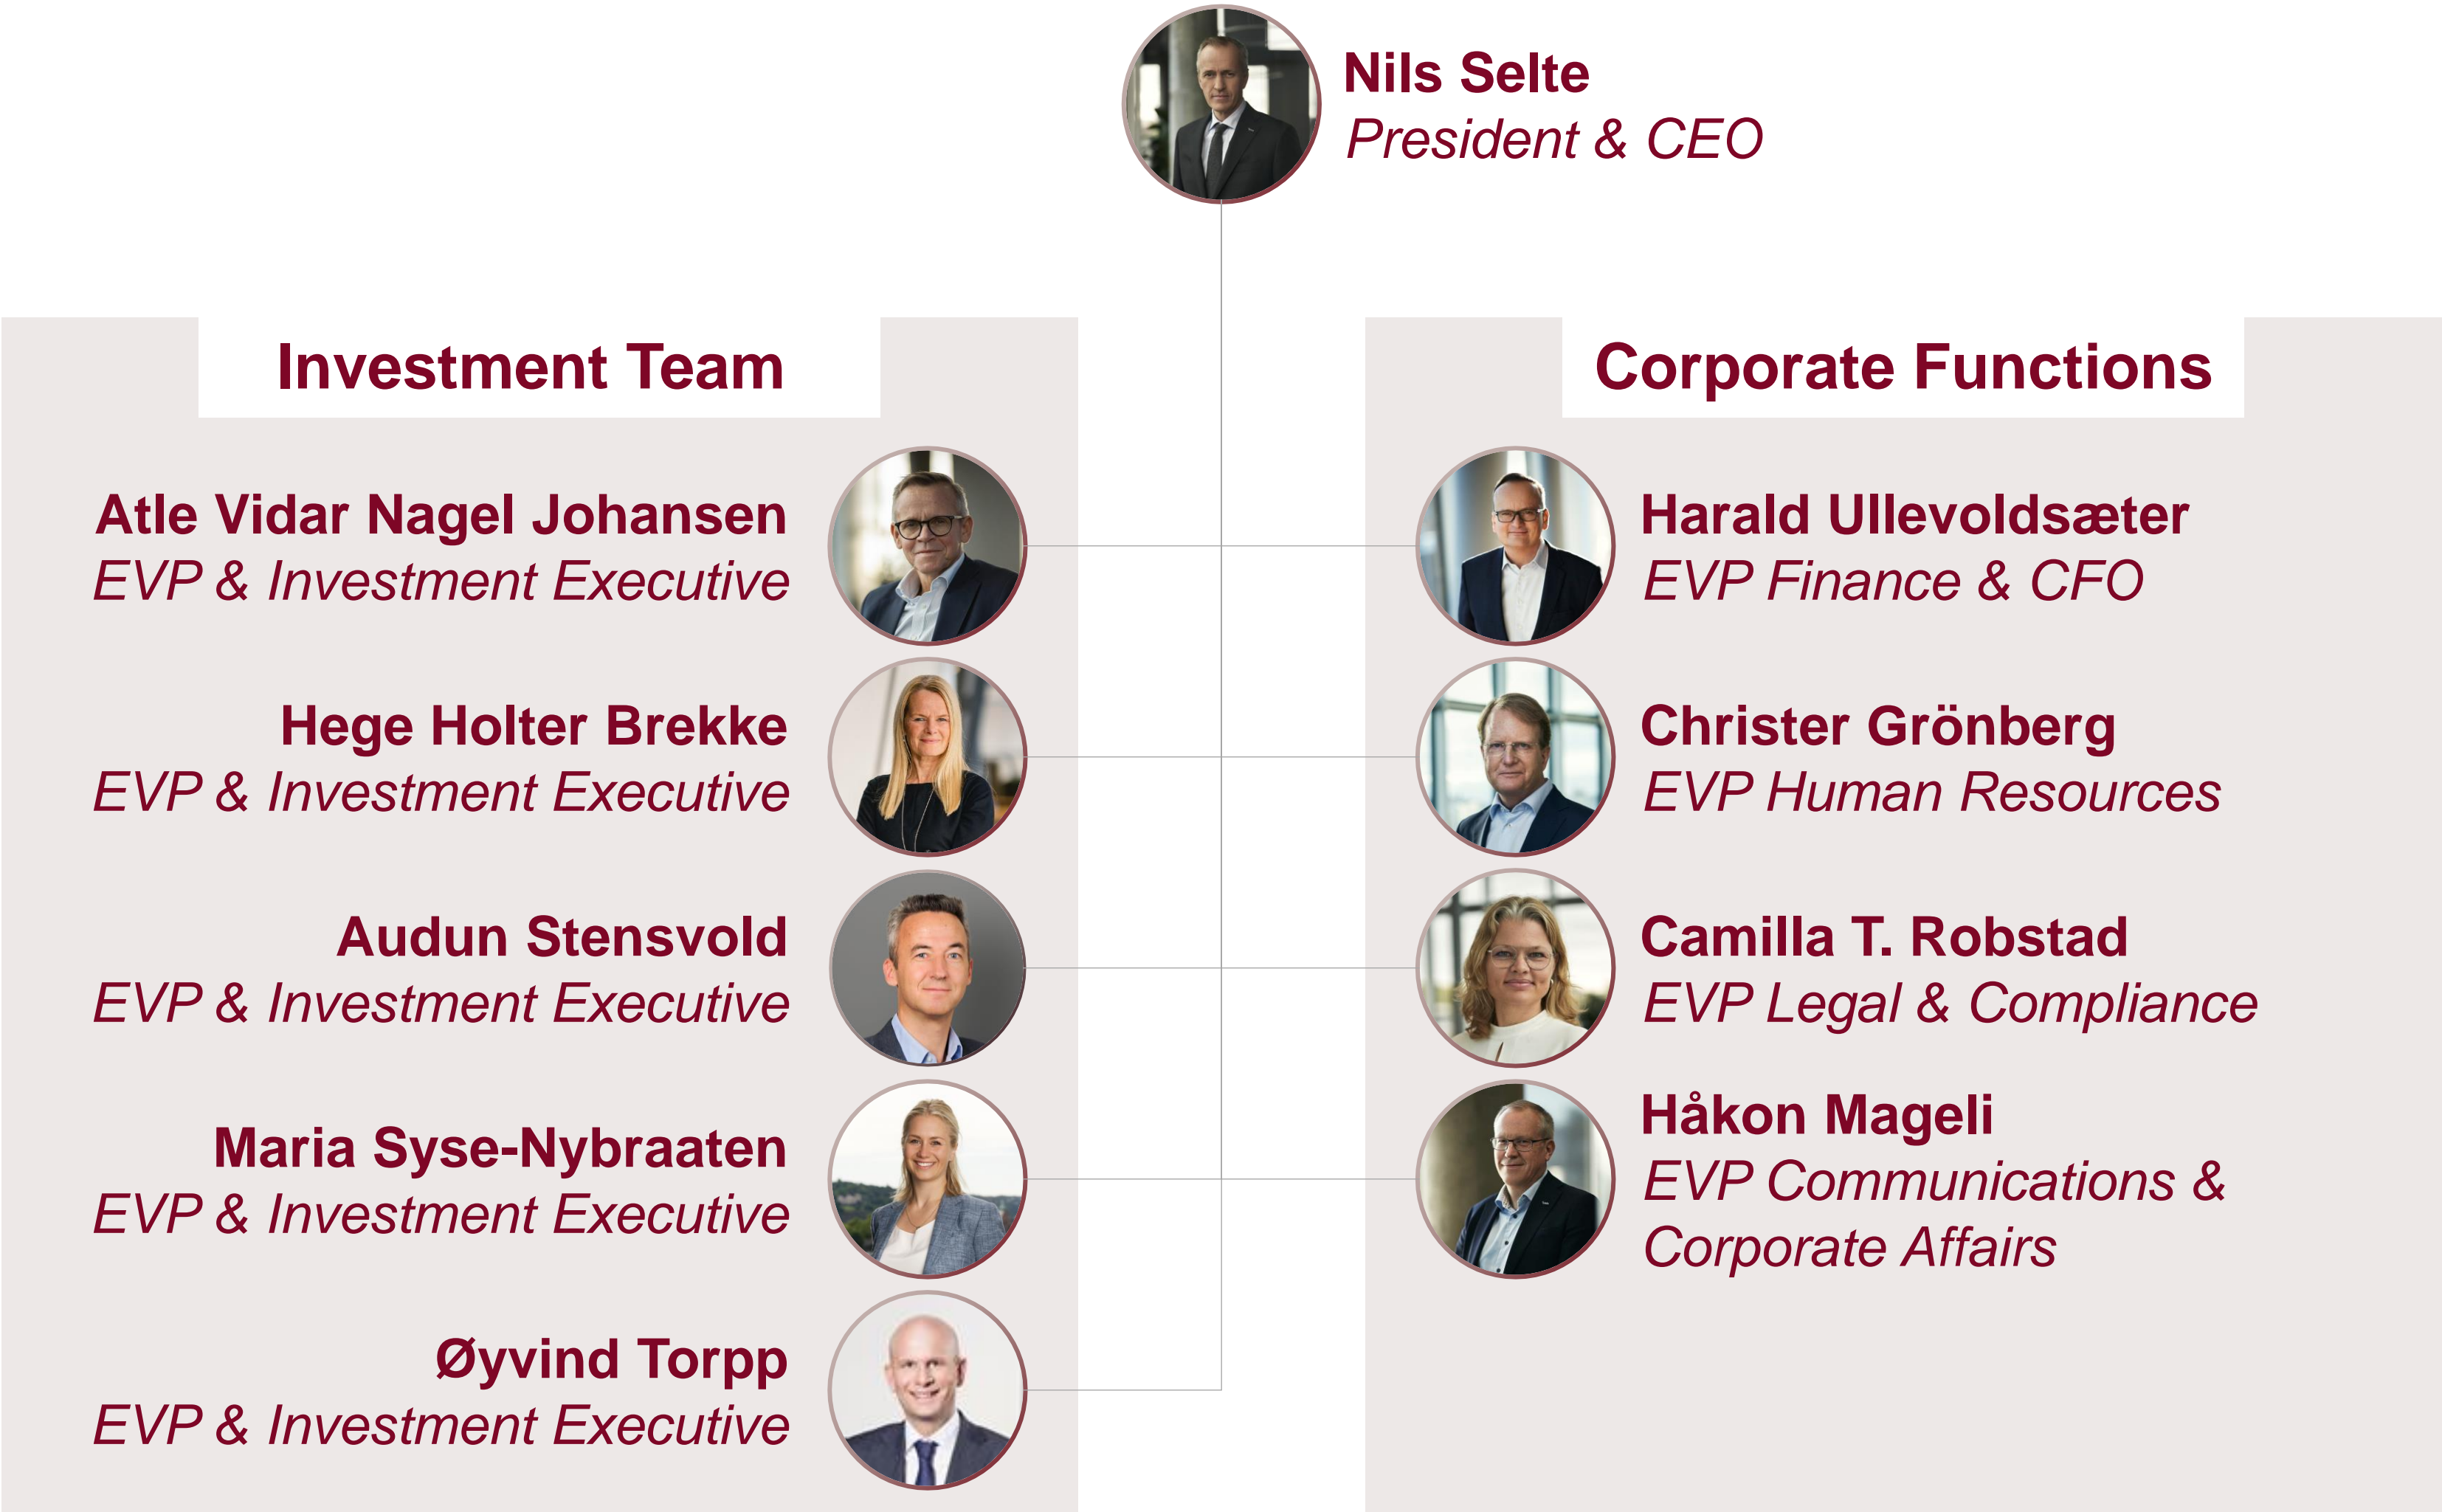 Nils Selte
President & CEO
Investment Team
Atle Vidar Nagel Johansen
EVP & Investment Executive
Hege Holter Brekke
EVP & Investment Executive
Audun Stensvold
EVP & Investment Executive
Maria Syse-Nybraaten
EVP & Investment Executive
Øyvind Torpp
EVP & Investment Executive
Corporate Functions
Harald Ullevoldsæter
EVP Finance & CFO
Christer Grönberg
EVP Human Resources
Camilla T. Robstad
EVP Legal & Compliance
Håkon Mageli
EVP Communications &
Corporate Affairs